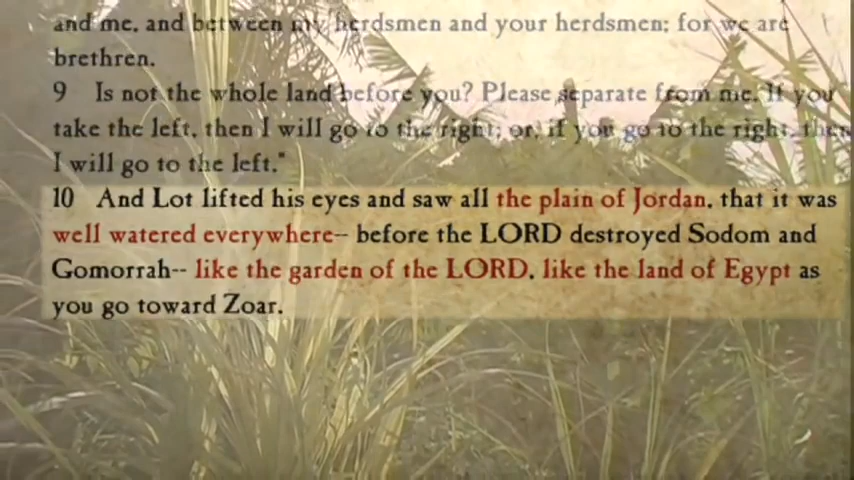 and me, and between my herdsmen and your herdsmen; for we are
brethren.
9 Is not the whole land before you? Please separate from me. If you
take the left, then I will go to the right; or, if you go to the right, then
I will go to the left."
10 And Lot lifted his eyes and saw all the plain of Jordan, that it was
well watered everywhere-- before the LORD destroyed Sodom and
Gomorrah-- like the garden of the LORD, like the land of Egypt as
you go toward Zoar.